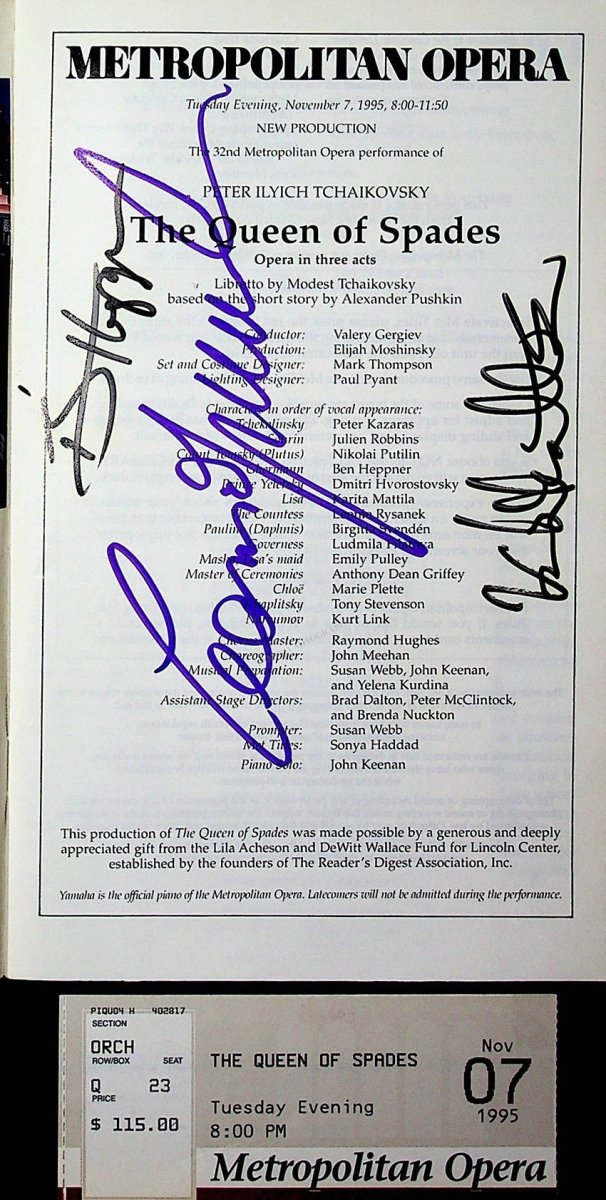 METROPOLITAN OPERA
Tuesday Evening, November 7, 1995, 8:00-11:50
NEW PRODUCTION
The 32nd Metropolitan Opera performance of
PETER ILYICH TCHAIKOVSKY
The Queen of Spades
Opera in three acts
Libretto by Modest Tchaikovsky
based on the short story by Alexander Pushkin
Conductor: Valery Gergiev
Production: Elijah Moshinsky
Set and Costume Designer: Mark Thompson
Lighting Designer: Paul Pyant
Characters in order of vocal appearance:
Tchekalinsky Peter Kazaras
Sourin Julien Robbins
Count Tomsky (Plutus) Nikolai Putilin
Ghermann Ben Heppner
Prince Yeletsky Dmitri Hvorostovsky
Lisa Karita Mattila
The Countess Leonie Rysanek
Pauline (Daphnis) Birgitta Svendén
Governess Ludmila Filatova
Masha, Lisa's maid Emily Pulley
Master of Ceremonies Anthony Dean Griffey
Chloë Marie Plette
Tchaplitsky Tony Stevenson
Narumov Kurt Link
Chorus Master: Raymond Hughes
Choreographer: John Meehan
Musical Preparation: Susan Webb, John Keenan,
and Yelena Kurdina
Assistant Stage Directors: Brad Dalton, Peter McClintock,
and Brenda Nuckton
Prompter: Susan Webb
Met Titles: Sonya Haddad
Piano Solo: John Keenan
This production of The Queen of Spades was made possible by a generous and deeply
appreciated gift from the Lila Acheson and DeWitt Wallace Fund for Lincoln Center,
established by the founders of The Reader's Digest Association, Inc.
Yamaha is the official piano of the Metropolitan Opera. Latecomers will not be admitted during the performance.
PIQUO4 H 402817
SECTION
ORCH
ROW/BOX SEAT
Q 23
PRICE
$ 115.00
THE QUEEN OF SPADES
Tuesday Evening
8:00 PM
Nov
07
1995
Metropolitan Opera